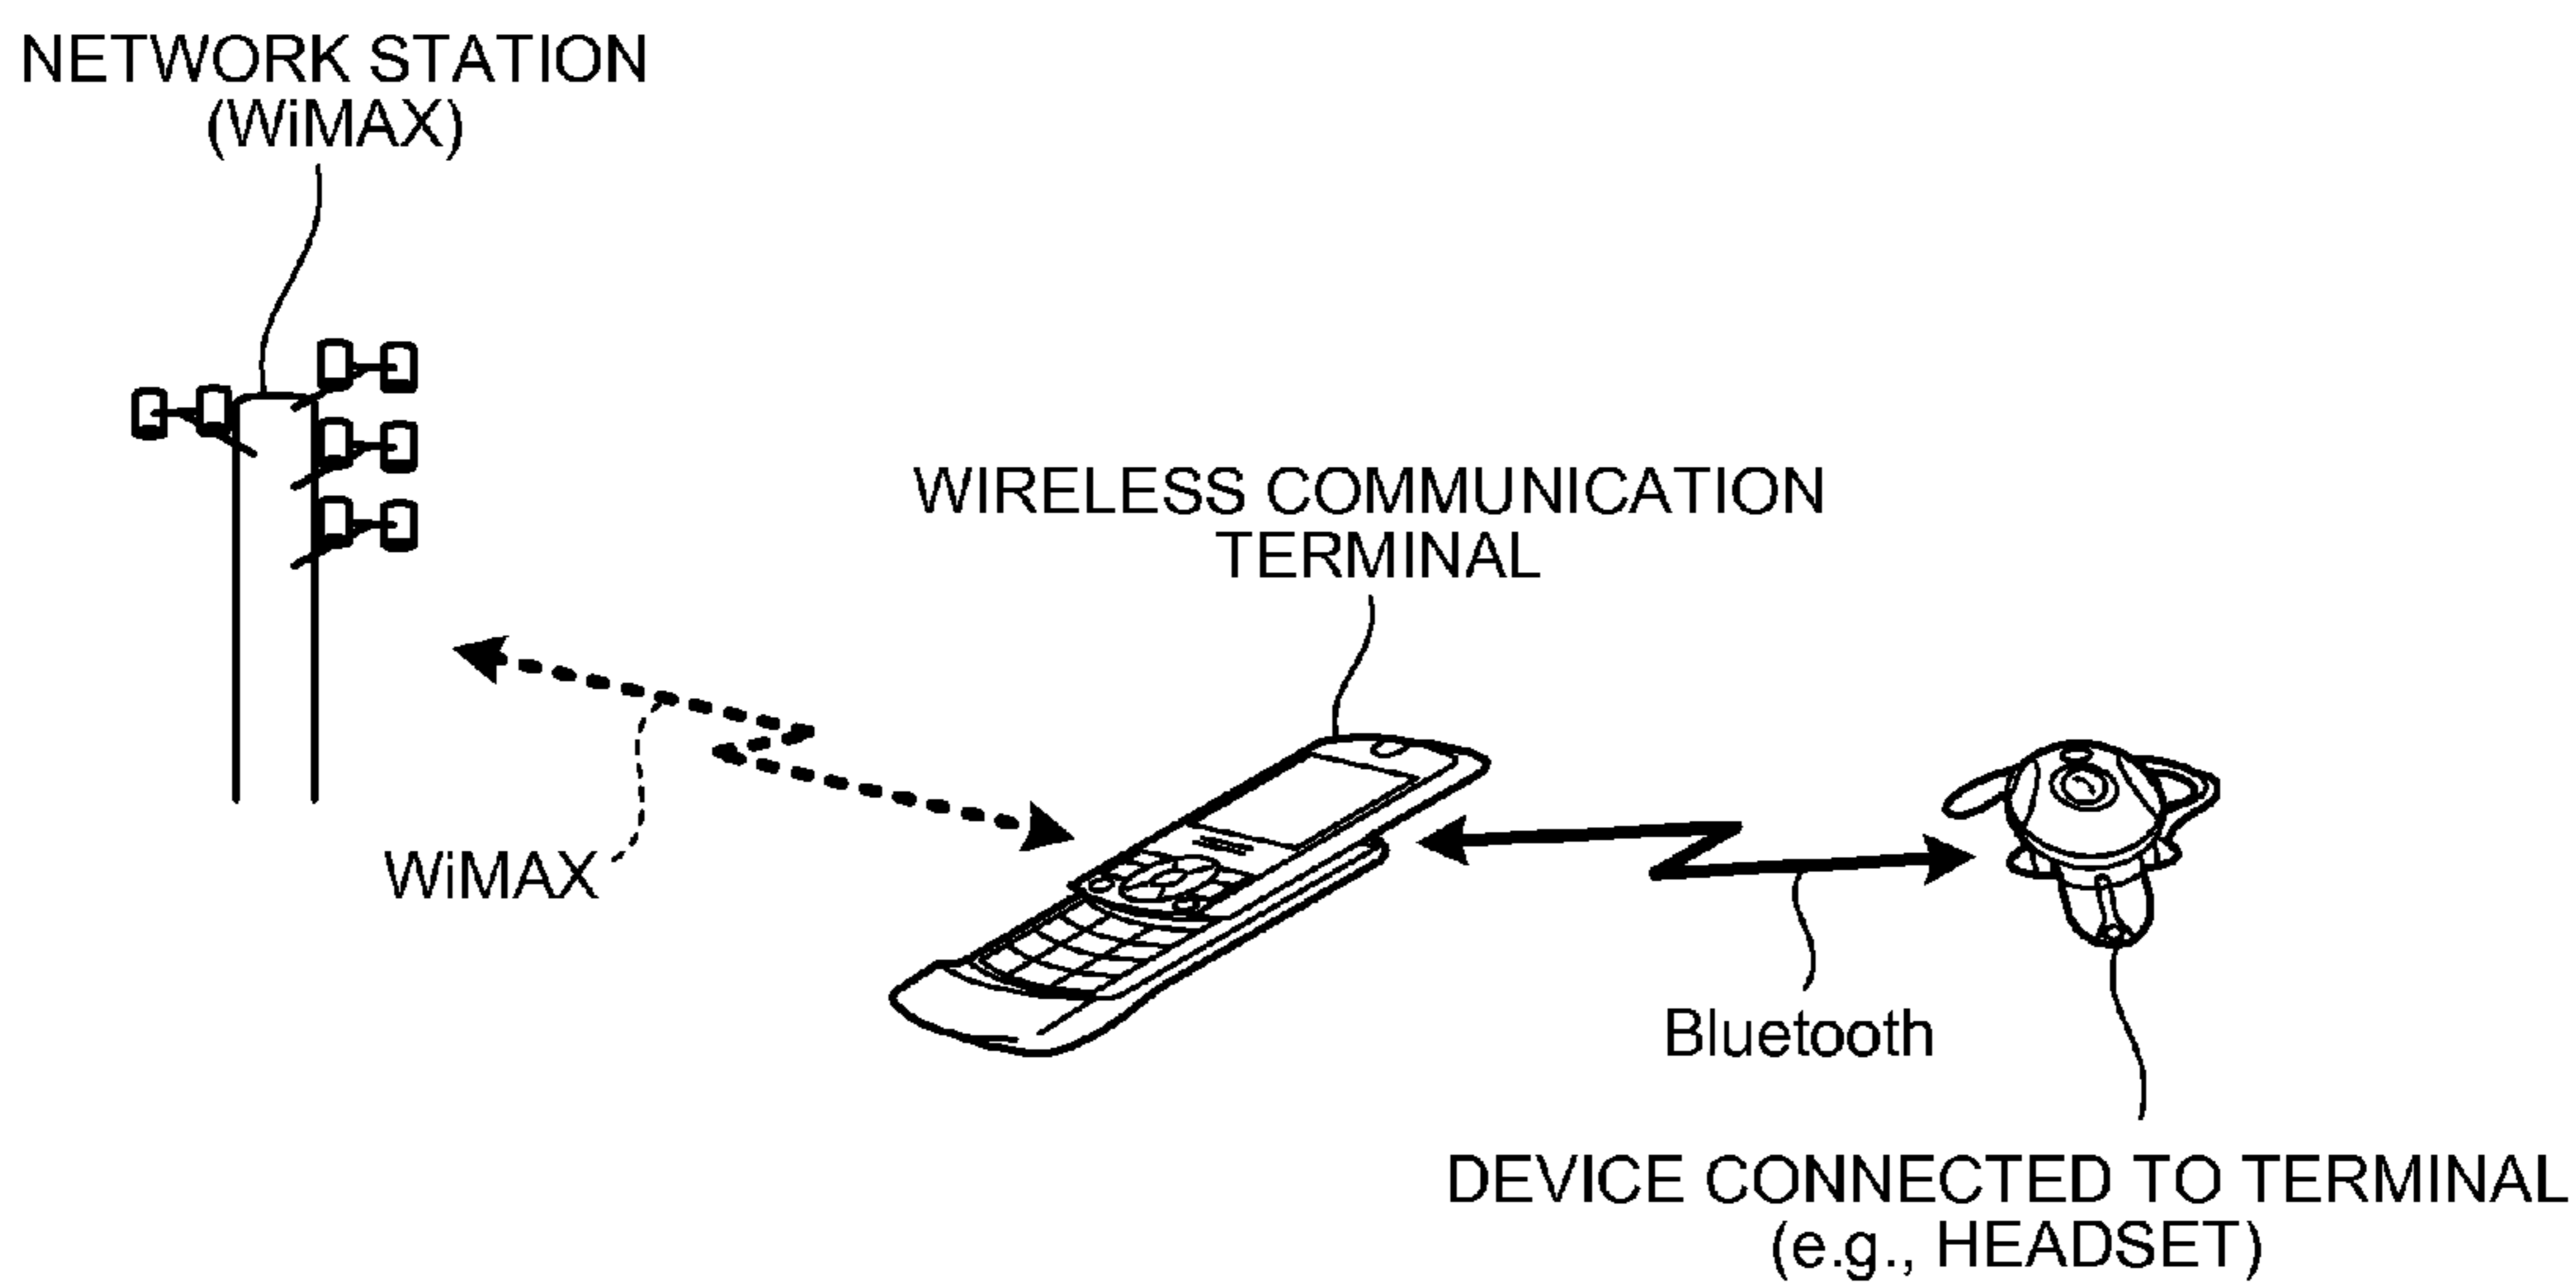 NETWORK STATION
(WiMAX)
WIRELESS COMMUNICATION
TERMINAL
WiMAX
Bluetooth
DEVICE CONNECTED TO TERMINAL
(e.g., HEADSET)